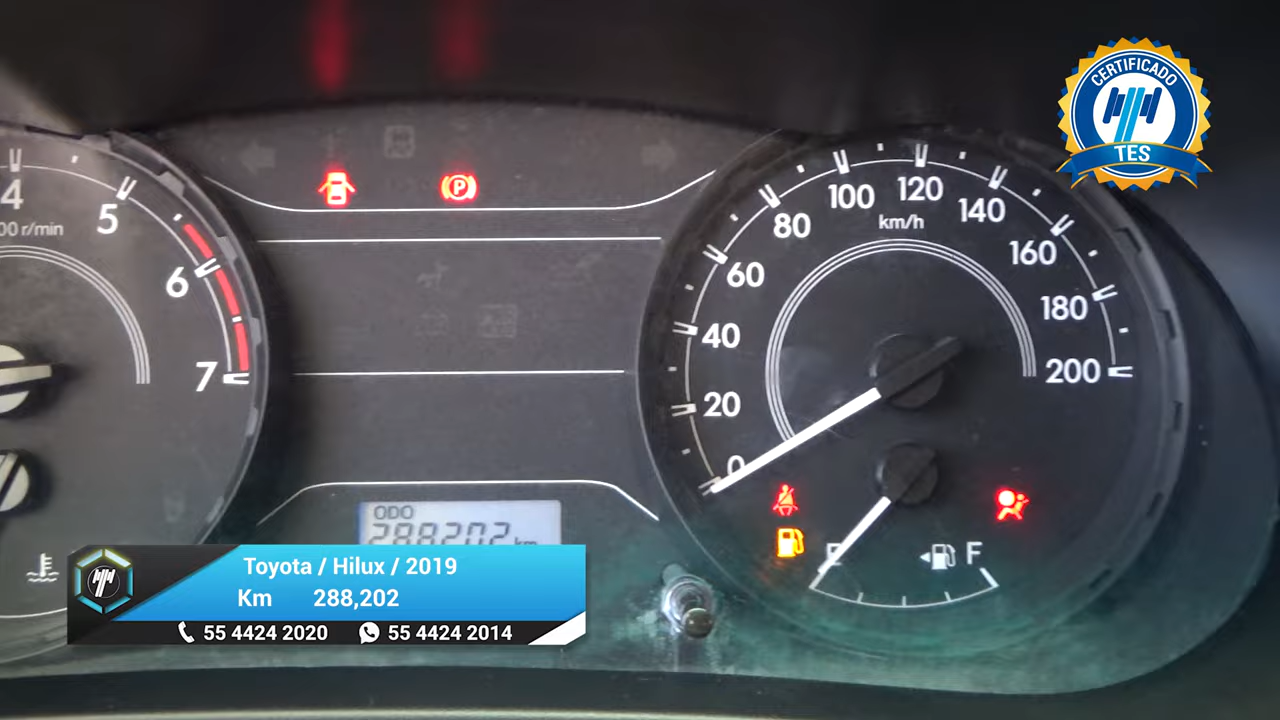 CERTIFICADO
TES
4
5
6
7
00 r/min
0
20
40
60
80
100
120
140
160
180
200
km/h
P
ODO
288202 km
E
F
Toyota / Hilux / 2019
Km 288,202
55 4424 2020 55 4424 2014